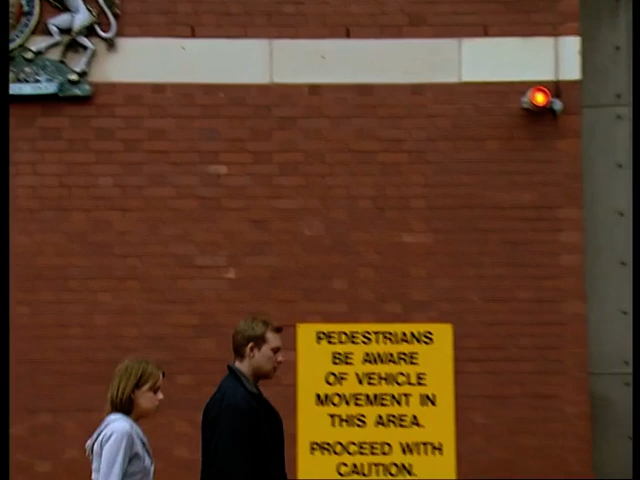 PEDESTRIANS
BE AWARE
OF VEHICLE
MOVEMENT IN
THIS AREA.
PROCEED WITH
CAUTION.